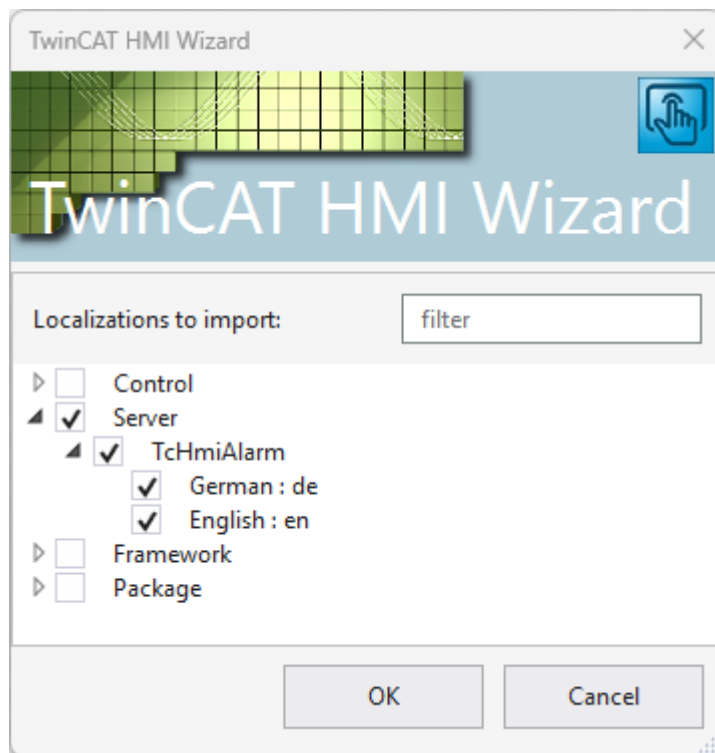 TwinCAT HMI Wizard
TwinCAT HMI Wizard
Localizations to import:
filter
Control
Server
TcHmiAlarm
German : de
English : en
Framework
Package
OK
Cancel